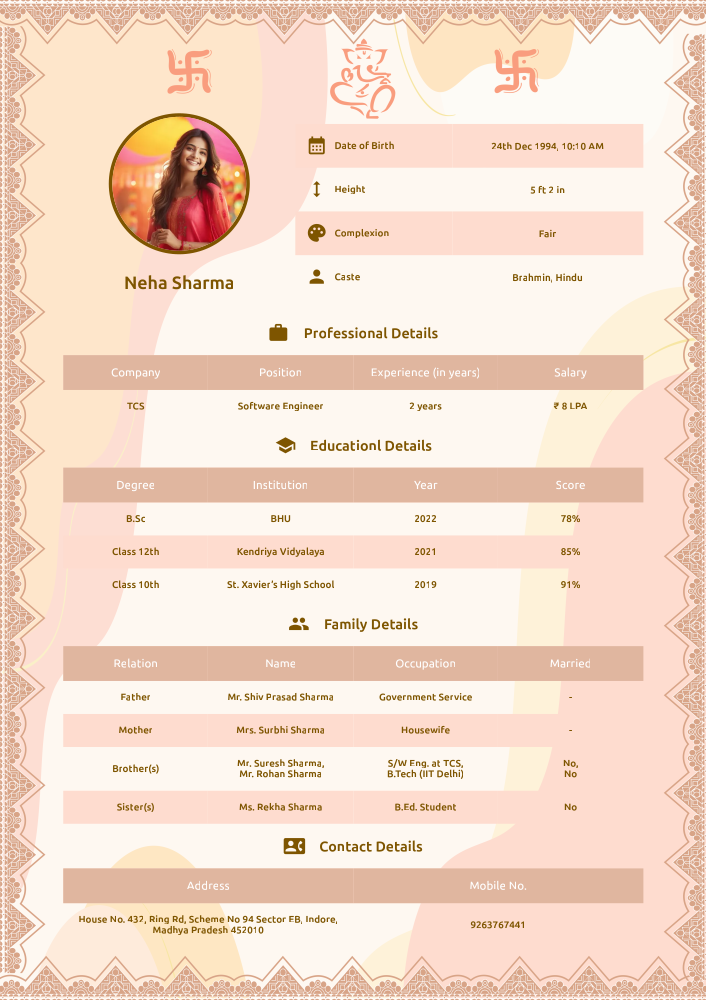 Date of Birth 24th Dec 1994, 10:10 AM
Height 5 ft 2 in
Complexion Fair
Caste Brahmin, Hindu
Neha Sharma
Professional Details
Company Position Experience (in years) Salary
TCS Software Engineer 2 years ₹ 8 LPA
Educationl Details
Degree Institution Year Score
B.Sc BHU 2022 78%
Class 12th Kendriya Vidyalaya 2021 85%
Class 10th St. Xavier's High School 2019 91%
Family Details
Relation Name Occupation Married
Father Mr. Shiv Prasad Sharma Government Service -
Mother Mrs. Surbhi Sharma Housewife -
Brother(s) Mr. Suresh Sharma, S/W Eng. at TCS, No,
Mr. Rohan Sharma B.Tech (IIT Delhi) No
Sister(s) Ms. Rekha Sharma B.Ed. Student No
Contact Details
Address Mobile No.
House No. 432, Ring Rd, Scheme No 94 Sector EB, Indore,
Madhya Pradesh 452010
9263767441